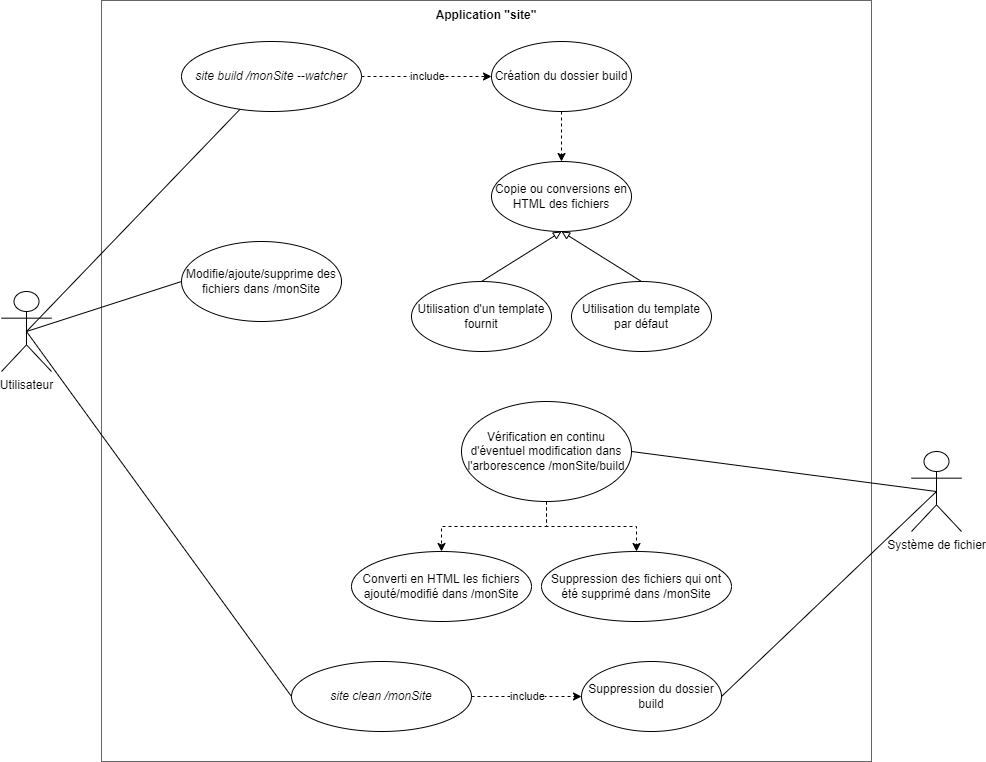 Application "site"
site build /monSite --watcher
include
Création du dossier build
Copie ou conversions en
HTML des fichiers
Modifie/ajoute/supprime des
fichiers dans /monSite
Utilisation d'un template
fournit
Utilisation du template
par défaut
Utilisateur
Vérification en continu
d'éventuel modification dans
l'arborescence /monSite/build
Système de fichier
Converti en HTML les fichiers
ajouté/modifié dans /monSite
Suppression des fichiers qui ont
été supprimé dans /monSite
site clean /monSite
include
Suppression du dossier
build